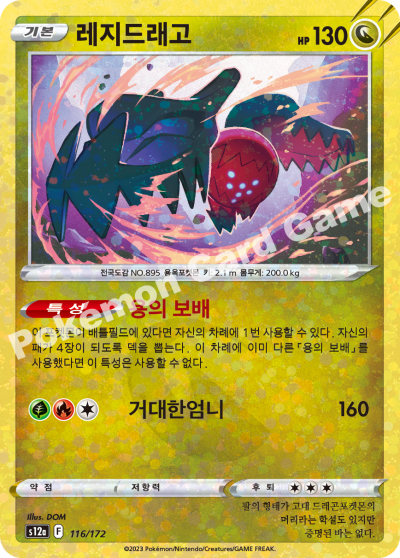 기본 레지드래고 HP 130
전국도감 NO.895 용옥포켓몬 키 2.1m 몸무게: 200.0kg
특성 용의 보배
이 포켓몬이 배틀필드에 있다면 자신의 차례에 1번 사용할 수 있다. 자신의
패가 4장이 되도록 덱을 뽑는다. 이 차례에 이미 다른 「용의 보배」를
사용했다면 이 특성은 사용할 수 없다.
거대한엄니 160
약점 저항력 후퇴
Illus. DOM
s12a F 116/172
팔의 형태가 고대 드래곤포켓몬의
머리라는 학설도 있지만
증명된 바는 없다.
©2023 Pokémon/Nintendo/Creatures/GAME FREAK.
Pokémon Card Game